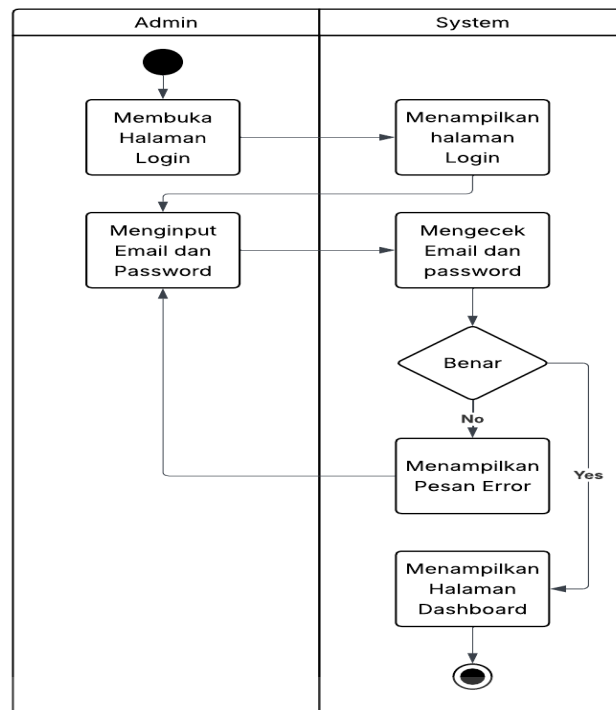 Admin
System
Membuka
Halaman
Login
Menampilkan
halaman
Login
Menginput
Email dan
Password
Mengecek
Email dan
password
Benar
No
Menampilkan
Pesan Error
Yes
Menampilkan
Halaman
Dashboard